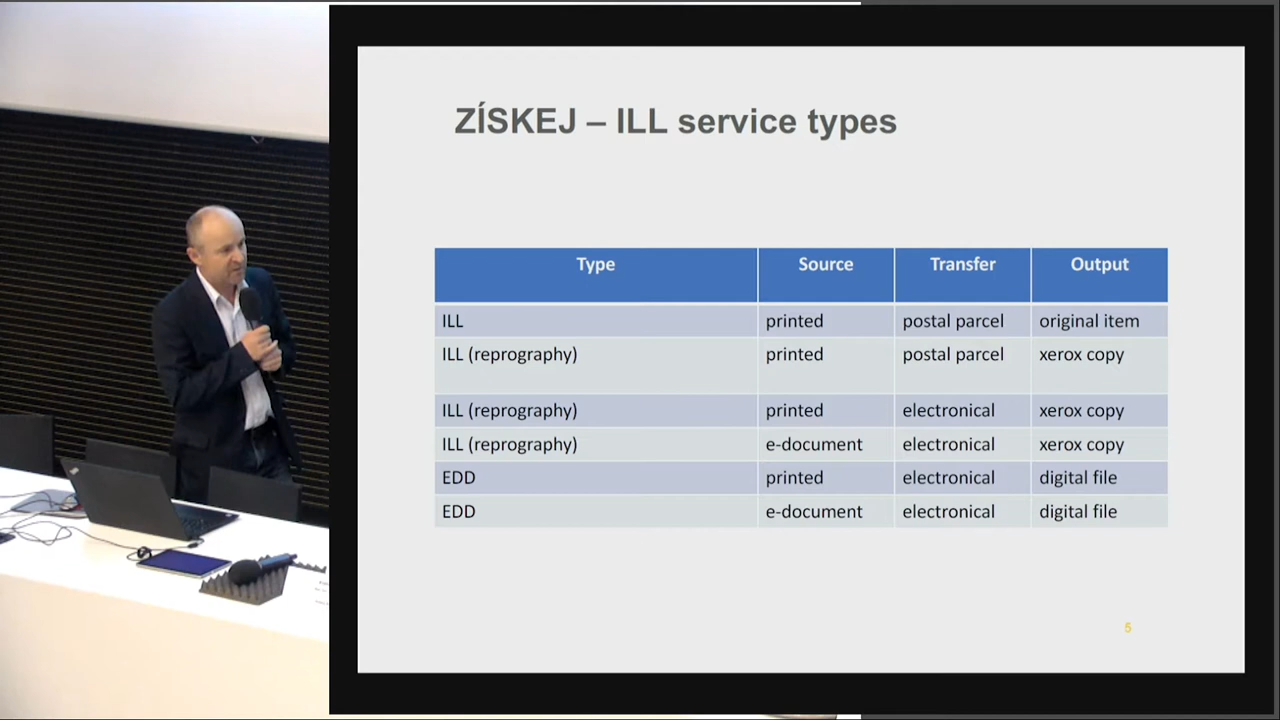 ZÍSKEJ – ILL service types
Type Source Transfer Output
ILL printed postal parcel original item
ILL (reprography) printed postal parcel xerox copy
ILL (reprography) printed electronical xerox copy
ILL (reprography) e-document electronical xerox copy
EDD printed electronical digital file
EDD e-document electronical digital file
5